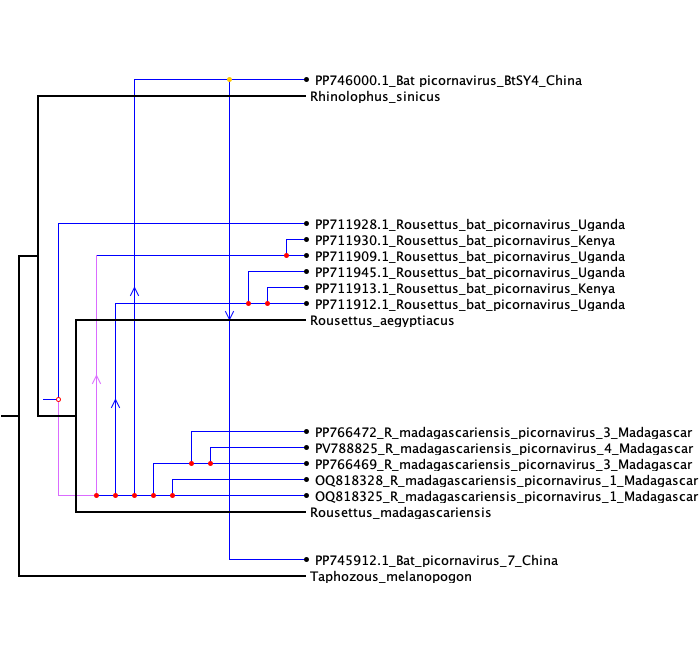 PP746000.1_Bat picornavirus_BtSY4_China
Rhinolophus_sinicus
PP711928.1_Rousettus_bat_picornavirus_Uganda
PP711930.1_Rousettus_bat_picornavirus_Kenya
PP711909.1_Rousettus_bat_picornavirus_Uganda
PP711945.1_Rousettus_bat_picornavirus_Uganda
PP711913.1_Rousettus_bat_picornavirus_Kenya
PP711912.1_Rousettus_bat_picornavirus_Uganda
Rousettus_aegyptiacus
PP766472_R_madagascariensis_picornavirus_3_Madagascar
PV788825_R_madagascariensis_picornavirus_4_Madagascar
PP766469_R_madagascariensis_picornavirus_3_Madagascar
OQ818328_R_madagascariensis_picornavirus_1_Madagascar
OQ818325_R_madagascariensis_picornavirus_1_Madagascar
Rousettus_madagascariensis
PP745912.1_Bat_picornavirus_7_China
Taphozous_melanopogon